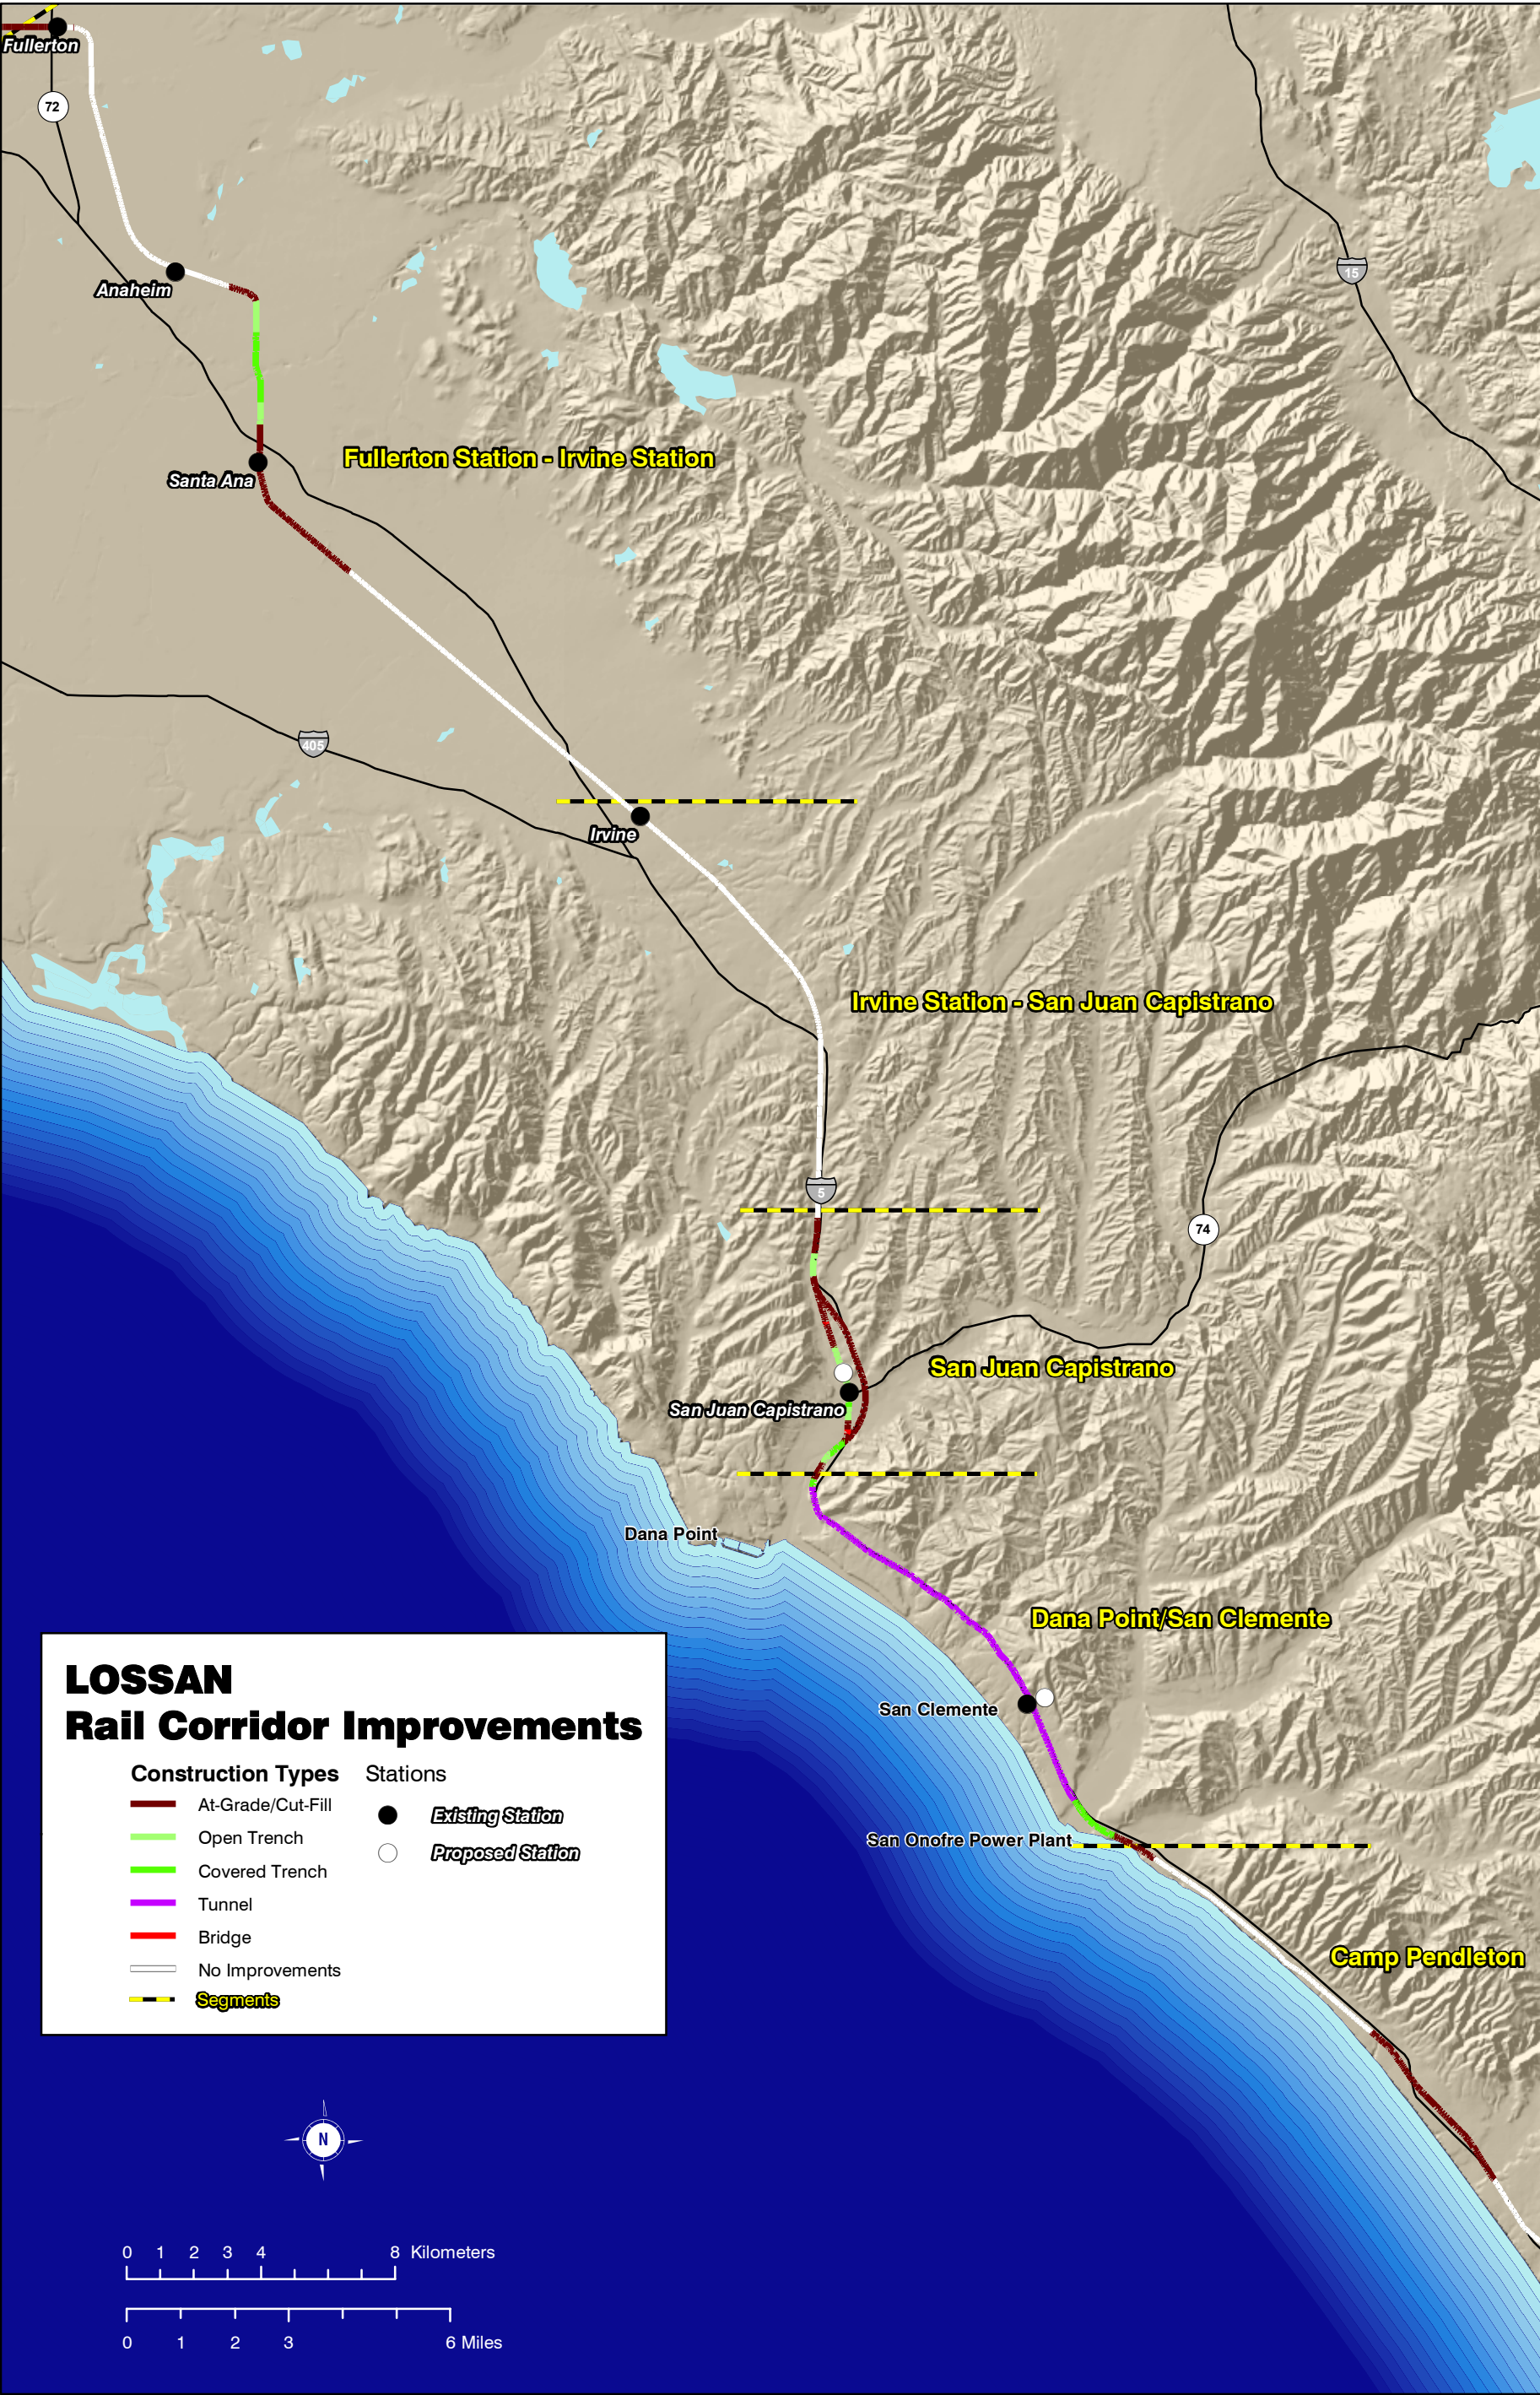 Fullerton
72
Anaheim
15
Fullerton Station - Irvine Station
Santa Ana
405
Irvine
Irvine Station - San Juan Capistrano
5
74
San Juan Capistrano
San Juan Capistrano
Dana Point
Dana Point/San Clemente
San Clemente
San Onofre Power Plant
Camp Pendleton
LOSSAN
Rail Corridor Improvements
Construction Types
At-Grade/Cut-Fill
Open Trench
Covered Trench
Tunnel
Bridge
No Improvements
Segments
Stations
Existing Station
Proposed Station
N
0 1 2 3 4 8 Kilometers
0 1 2 3 6 Miles